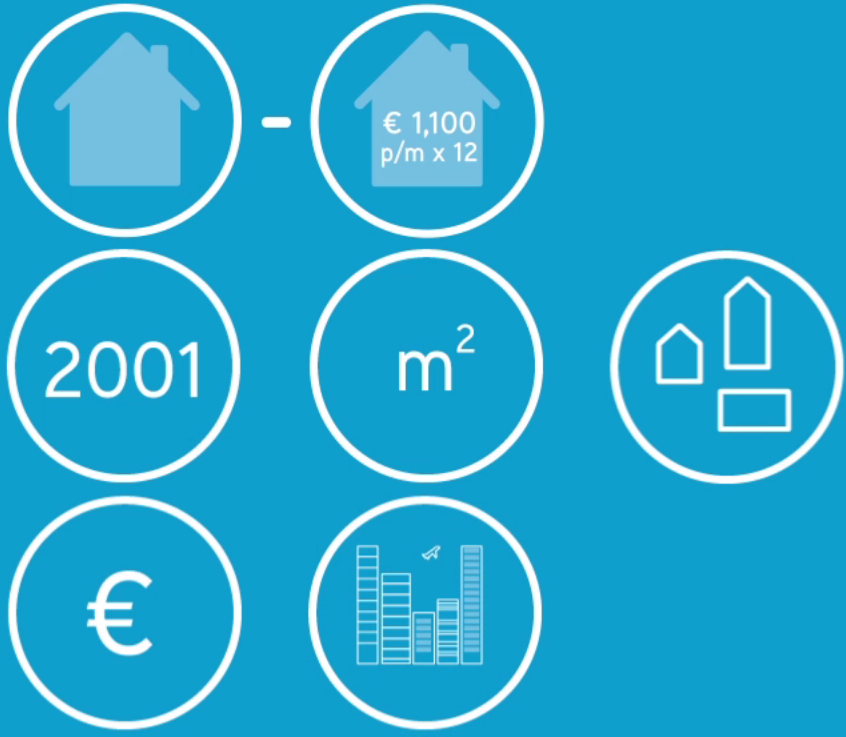 -
€ 1,100
p/m x 12
2001
m²
€